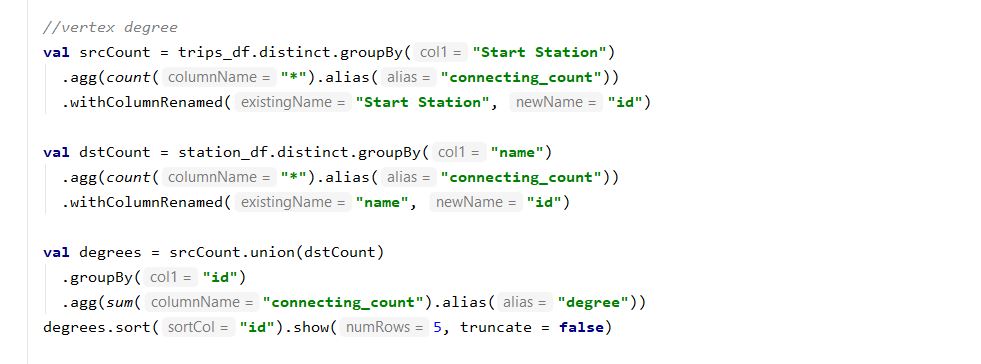 //vertex degree
val srcCount = trips_df.distinct.groupBy( col1 = "Start Station")
.agg(count( columnName = "*").alias( alias = "connecting_count"))
.withColumnRenamed( existingName = "Start Station", newName = "id")
val dstCount = station_df.distinct.groupBy( col1 = "name")
.agg(count( columnName = "*").alias( alias = "connecting_count"))
.withColumnRenamed( existingName = "name", newName = "id")
val degrees = srcCount.union(dstCount)
.groupBy( col1 = "id")
.agg(sum( columnName = "connecting_count").alias( alias = "degree"))
degrees.sort( sortCol = "id").show( numRows = 5, truncate = false)